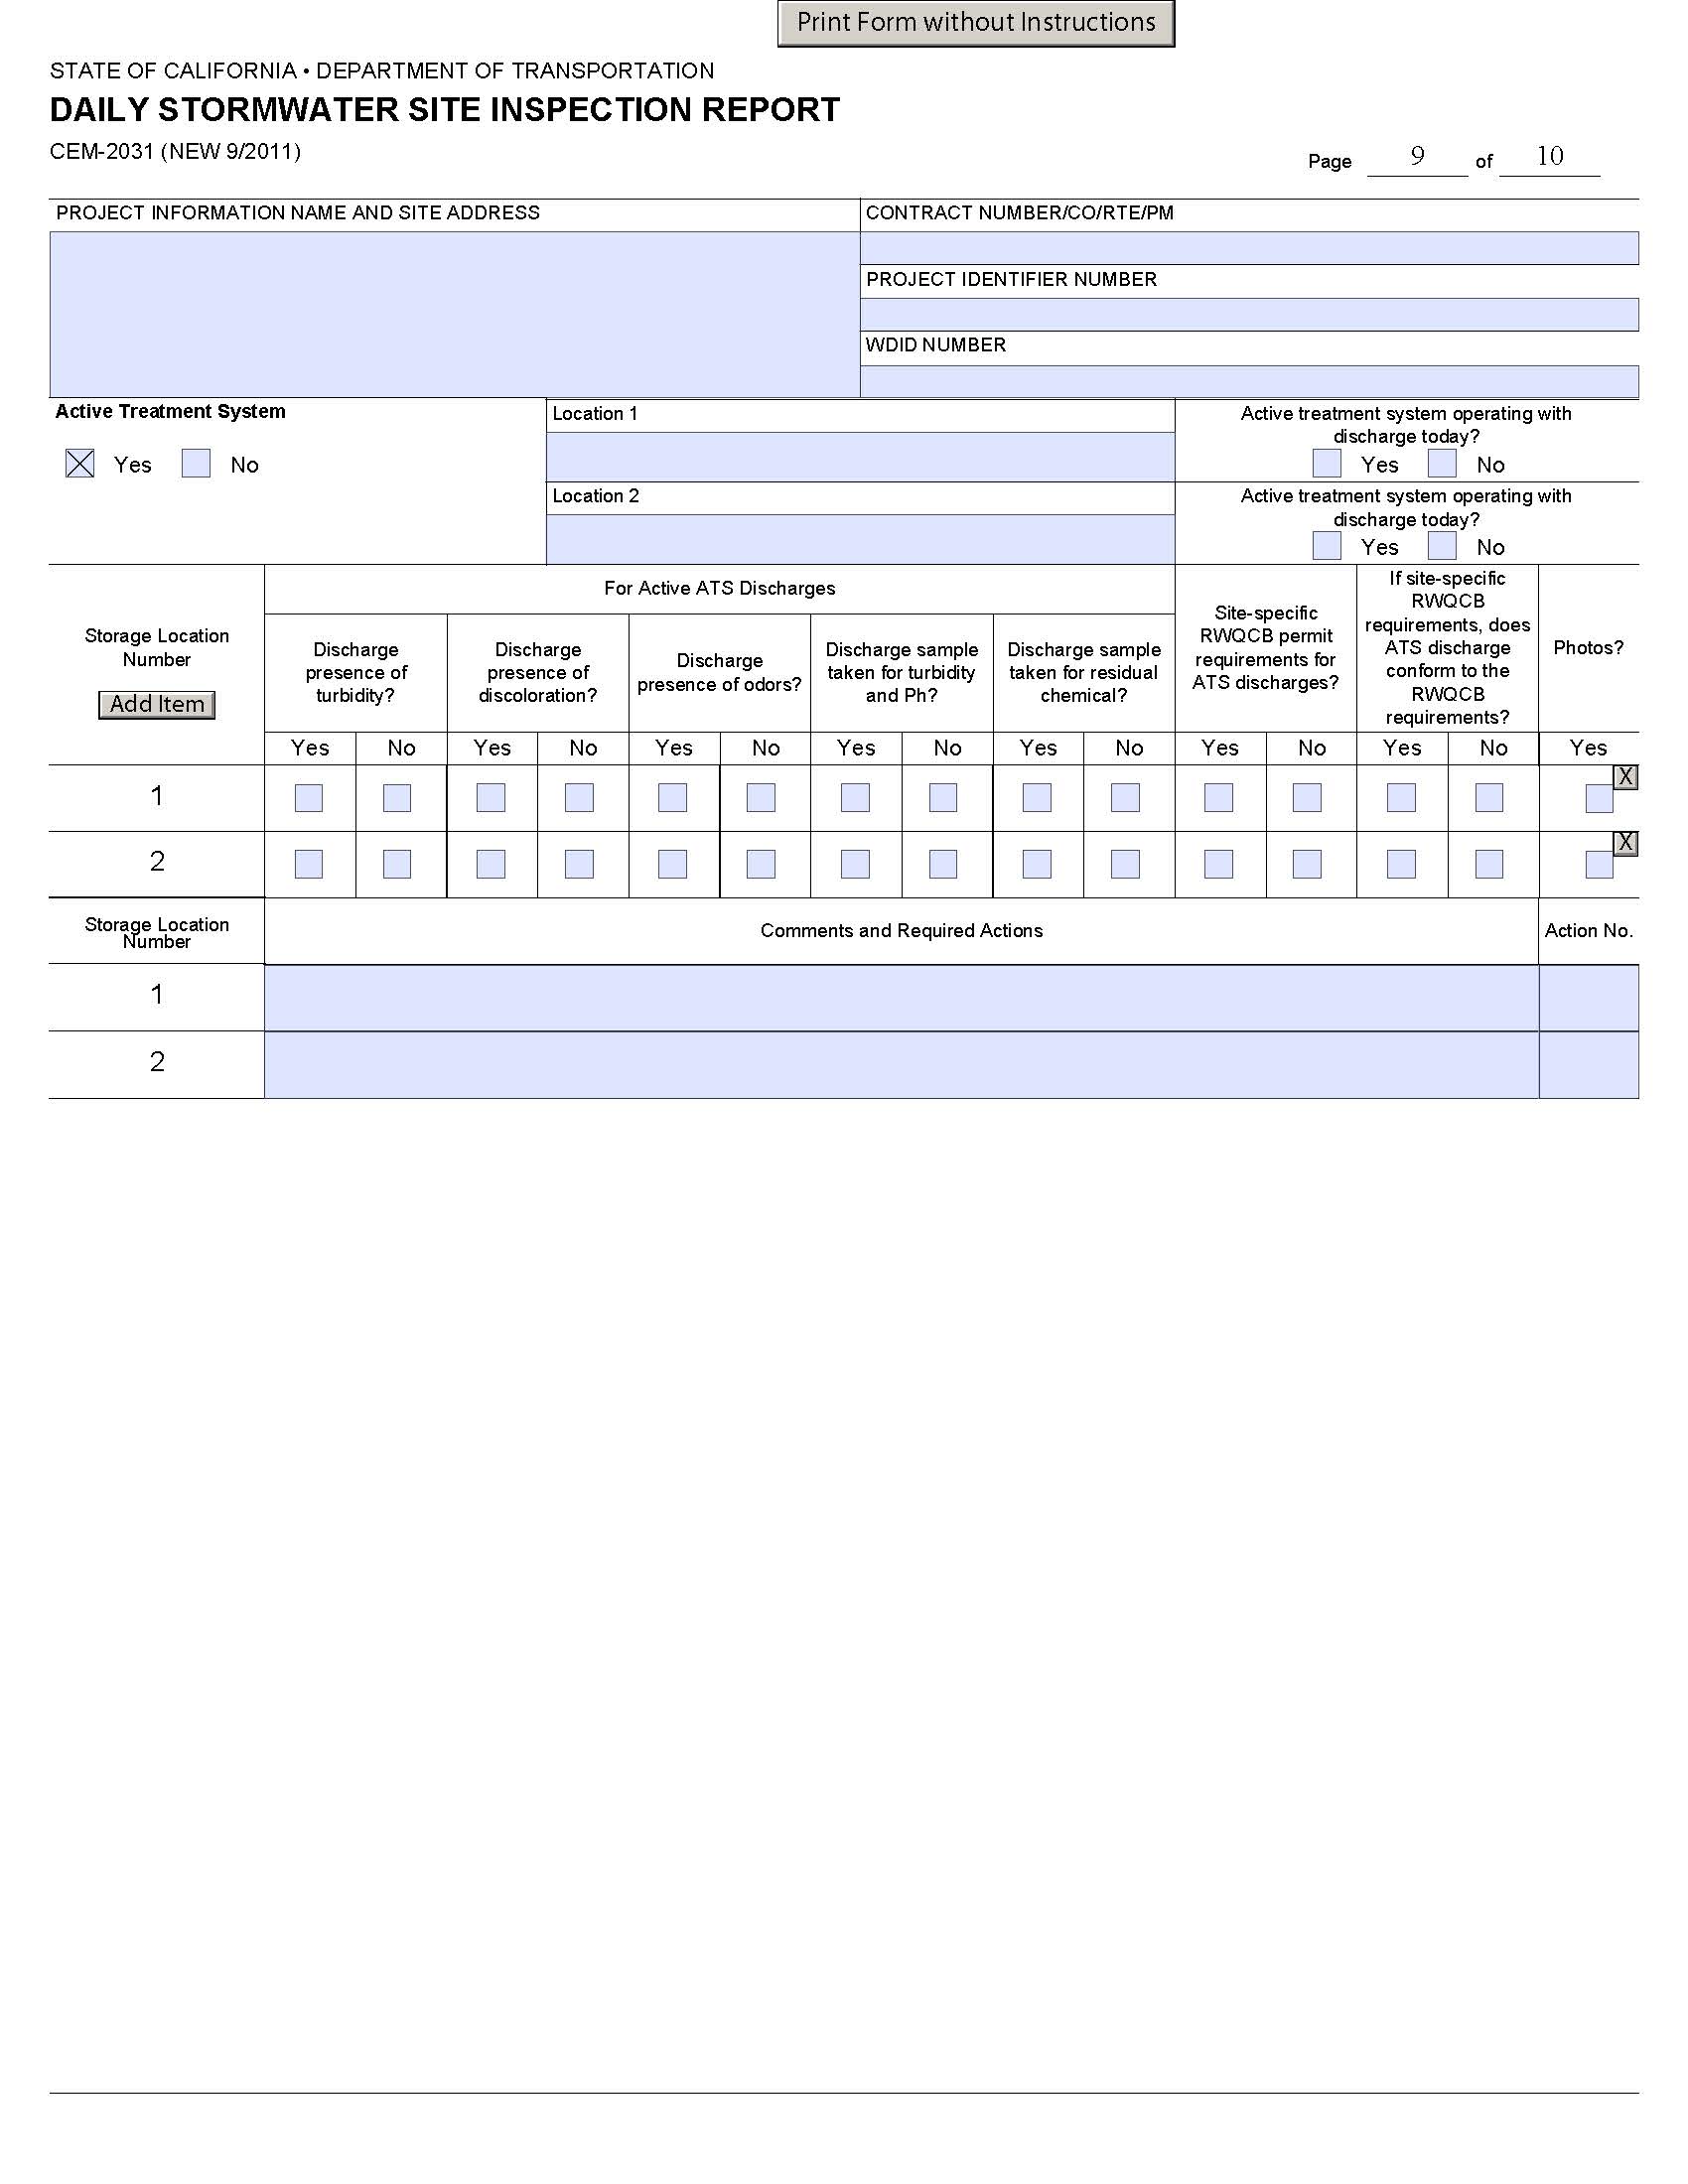 Print Form without Instructions
STATE OF CALIFORNIA • DEPARTMENT OF TRANSPORTATION
DAILY STORMWATER SITE INSPECTION REPORT
CEM-2031 (NEW 9/2011)
Page 9 of 10
PROJECT INFORMATION NAME AND SITE ADDRESS
CONTRACT NUMBER/CO/RTE/PM
PROJECT IDENTIFIER NUMBER
WDID NUMBER
Active Treatment System
Yes No
Location 1
Active treatment system operating with
discharge today?
Yes No
Location 2
Active treatment system operating with
discharge today?
Yes No
Storage Location
Number
Add Item
For Active ATS Discharges
Discharge
presence of
turbidity?
Discharge
presence of
discoloration?
Discharge
presence of odors?
Discharge sample
taken for turbidity
and Ph?
Discharge sample
taken for residual
chemical?
Site-specific
RWQCB permit
requirements for
ATS discharges?
If site-specific
RWQCB
requirements, does
ATS discharge
conform to the
RWQCB
requirements?
Photos?
Yes No Yes No Yes No Yes No Yes No Yes No Yes No Yes
1 X
2 X
Storage Location
Number
Comments and Required Actions
Action No.
1
2